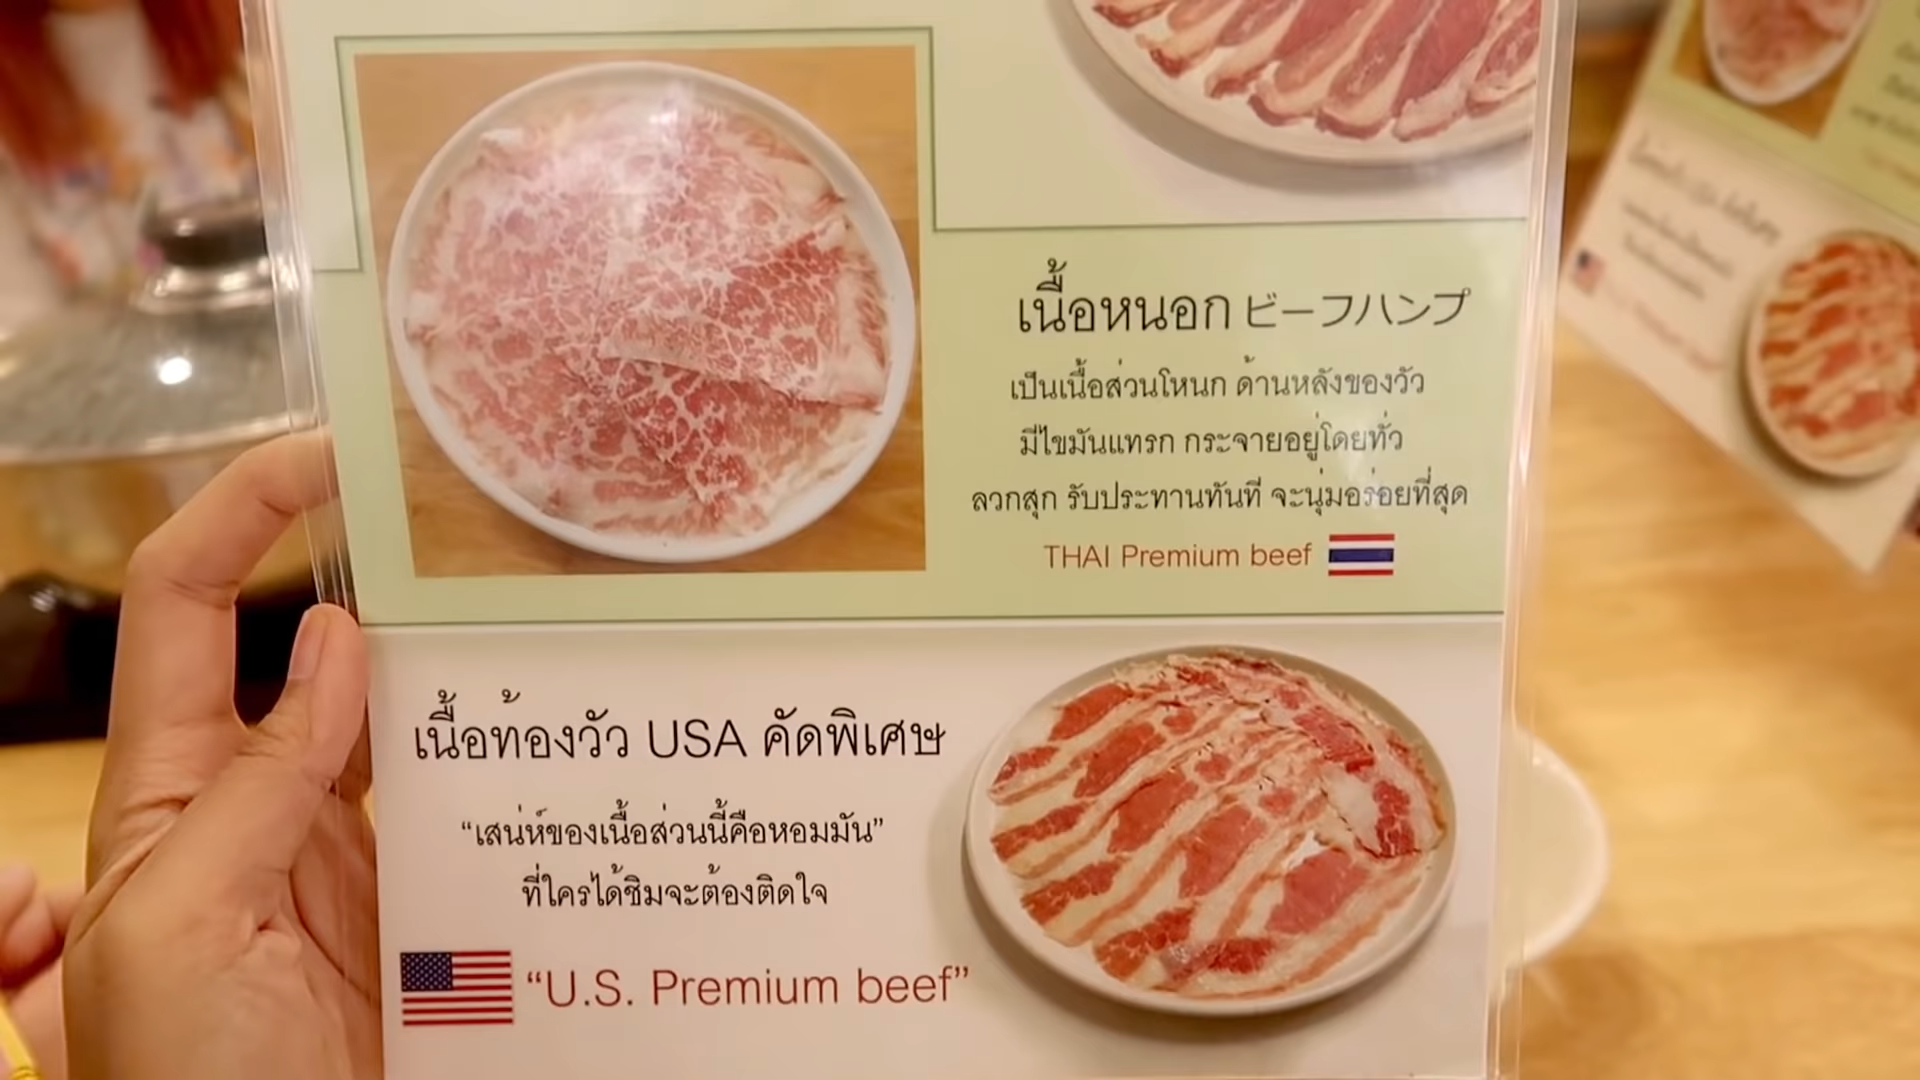 เนื้อหนอก ビーフハンプ
เป็นเนื้อส่วนโหนก ด้านหลังของวัว
มีไขมันแทรก กระจายอยู่โดยทั่ว
ลวกสุก รับประทานทันที จะนุ่มอร่อยที่สุด
THAI Premium beef
เนื้อท้องวัว USA คัดพิเศษ
“เสน่ห์ของเนื้อส่วนนี้คือหอมมัน”
ที่ใครได้ชิมจะต้องติดใจ
“U.S. Premium beef”